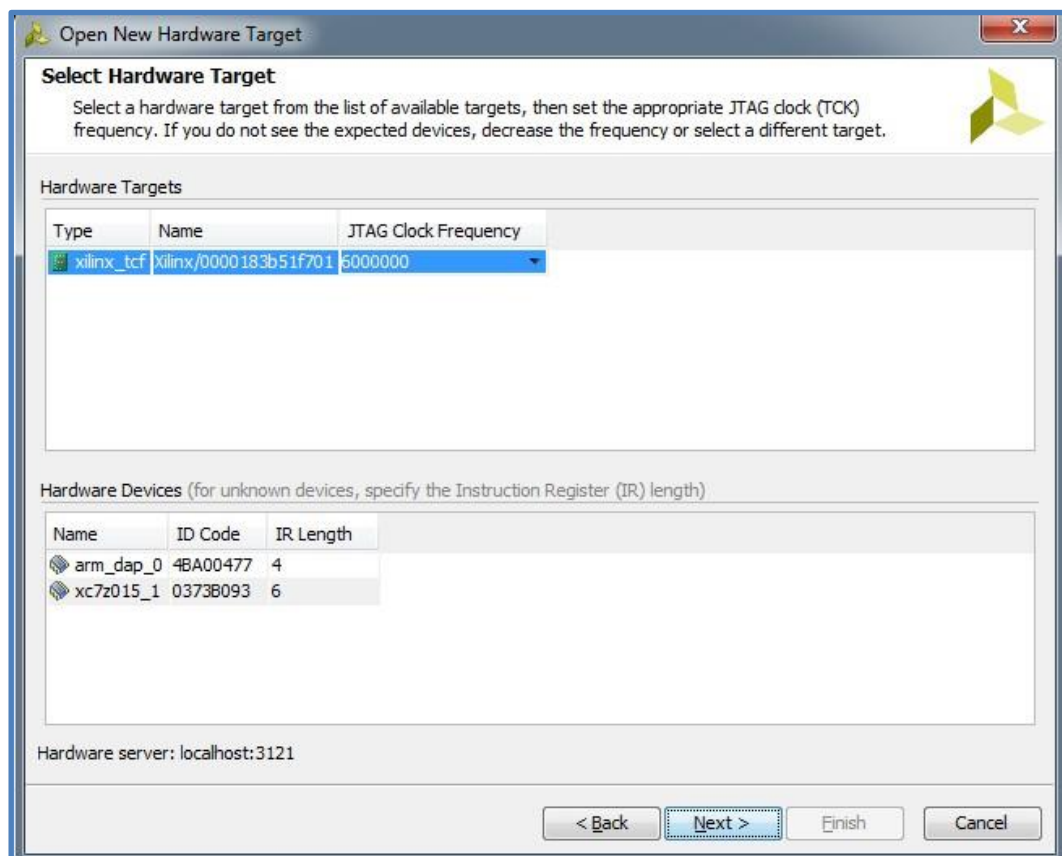 Open New Hardware Target
Select Hardware Target
Select a hardware target from the list of available targets, then set the appropriate JTAG clock (TCK)
frequency. If you do not see the expected devices, decrease the frequency or select a different target.
Hardware Targets
Type Name JTAG Clock Frequency
xilinx_tcf Xilinx/0000183b51f701 6000000
Hardware Devices (for unknown devices, specify the Instruction Register (IR) length)
Name ID Code IR Length
arm_dap_0 4BA00477 4
xc7z015_1 0373B093 6
Hardware server: localhost:3121
< Back Next > Finish Cancel